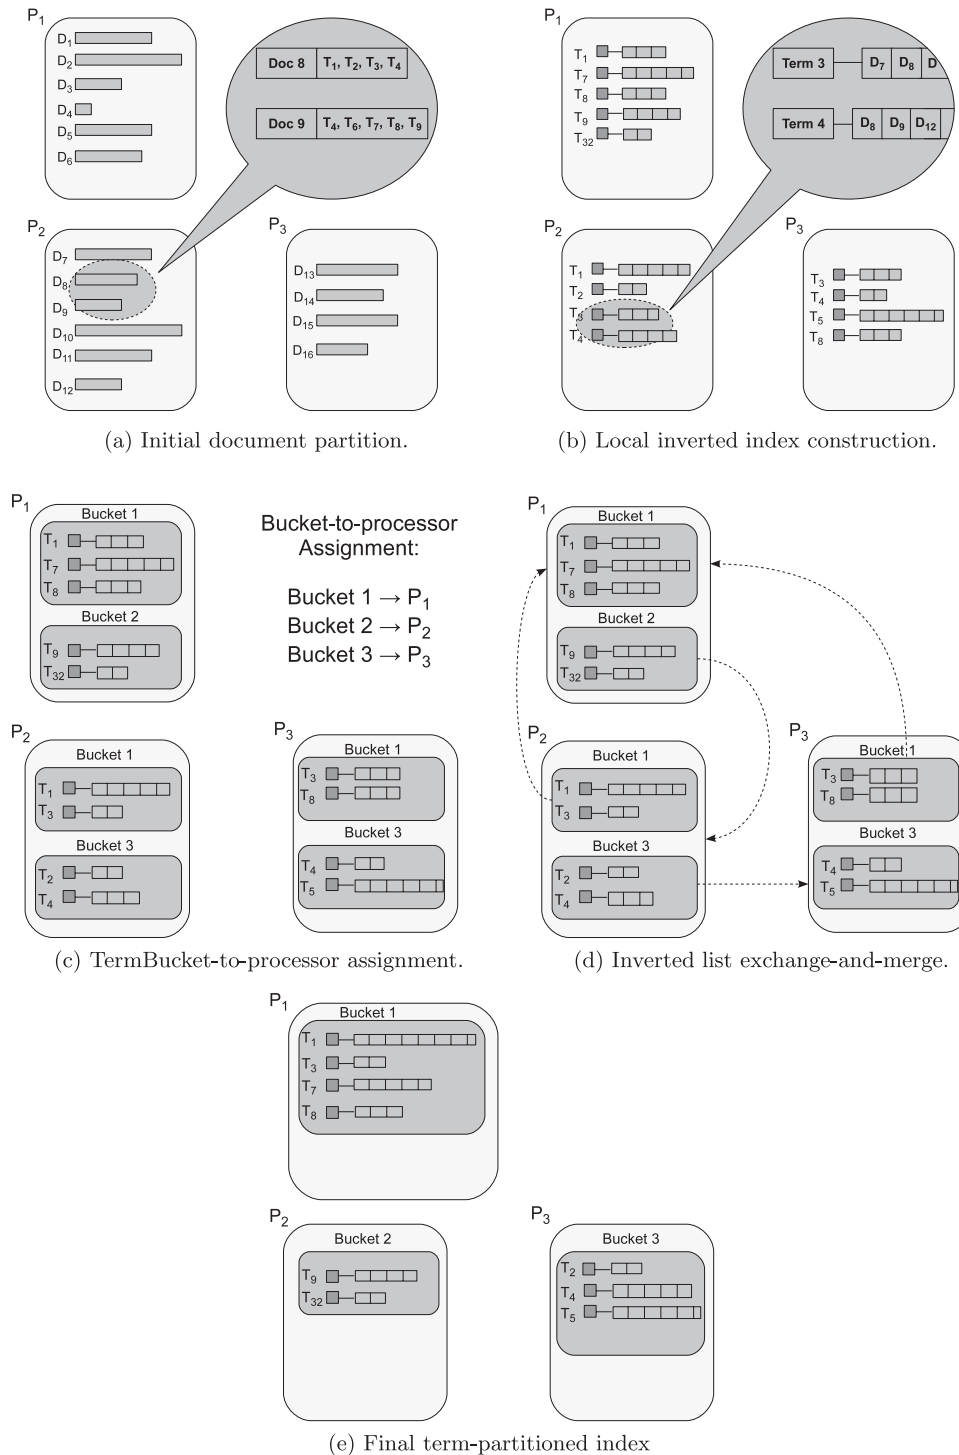 P1
D1
D2
D3
D4
D5
D6
Doc 8 T1, T2, T3, T4
Doc 9 T4, T6, T7, T8, T9
P2
D7
D8
D9
D10
D11
D12
P3
D13
D14
D15
D16
(a) Initial document partition.
P1
T1
T7
T8
T9
T32
Term 3 D7 D8 D
Term 4 D8 D9 D12
P2
T1
T2
T3
T4
P3
T3
T4
T5
T8
(b) Local inverted index construction.
P1
Bucket 1
T1
T7
T8
Bucket 2
T9
T32
Bucket-to-processor
Assignment:
Bucket 1 → P1
Bucket 2 → P2
Bucket 3 → P3
P2
Bucket 1
T1
T3
Bucket 3
T2
T4
P3
Bucket 1
T3
T8
Bucket 3
T4
T5
(c) TermBucket-to-processor assignment.
P1
Bucket 1
T1
T7
T8
Bucket 2
T9
T32
P2
Bucket 1
T1
T3
Bucket 3
T2
T4
P3
Bucket 1
T3
T8
Bucket 3
T4
T5
(d) Inverted list exchange-and-merge.
P1
Bucket 1
T1
T3
T7
T8
P2
Bucket 2
T9
T32
P3
Bucket 3
T2
T4
T5
(e) Final term-partitioned index